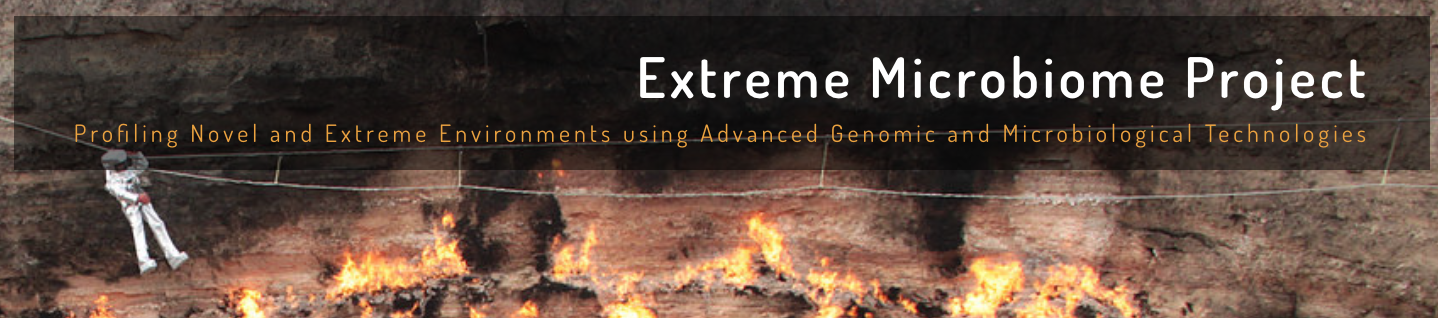 Extreme Microbiome Project
Profiling Novel and Extreme Environments using Advanced Genomic and Microbiological Technologies